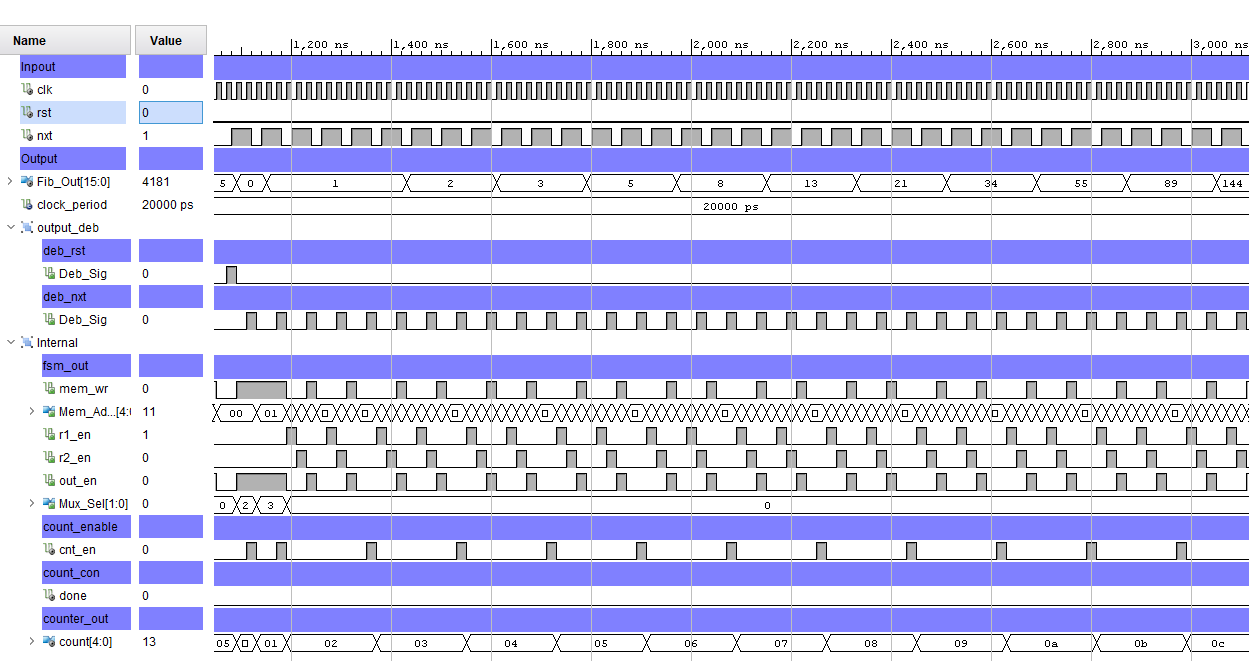 Name Value
1,200 ns 1,400 ns 1,600 ns 1,800 ns 2,000 ns 2,200 ns 2,400 ns 2,600 ns 2,800 ns 3,000 ns
Inpout
clk 0
rst 0
nxt 1
Output
Fib_Out[15:0] 4181 5 0 1 2 3 5 8 13 21 34 55 89 144
clock_period 20000 ps 20000 ps
output_deb
deb_rst
Deb_Sig 0
deb_nxt
Deb_Sig 0
Internal
fsm_out
mem_wr 0
Mem_Ad...[4: 11 00 01
r1_en 1
r2_en 0
out_en 0
Mux_Sel[1:0] 0 0 2 3 0
count_enable
cnt_en 0
count_con
done 0
counter_out
count[4:0] 13 05 01 02 03 04 05 06 07 08 09 0a 0b 0c